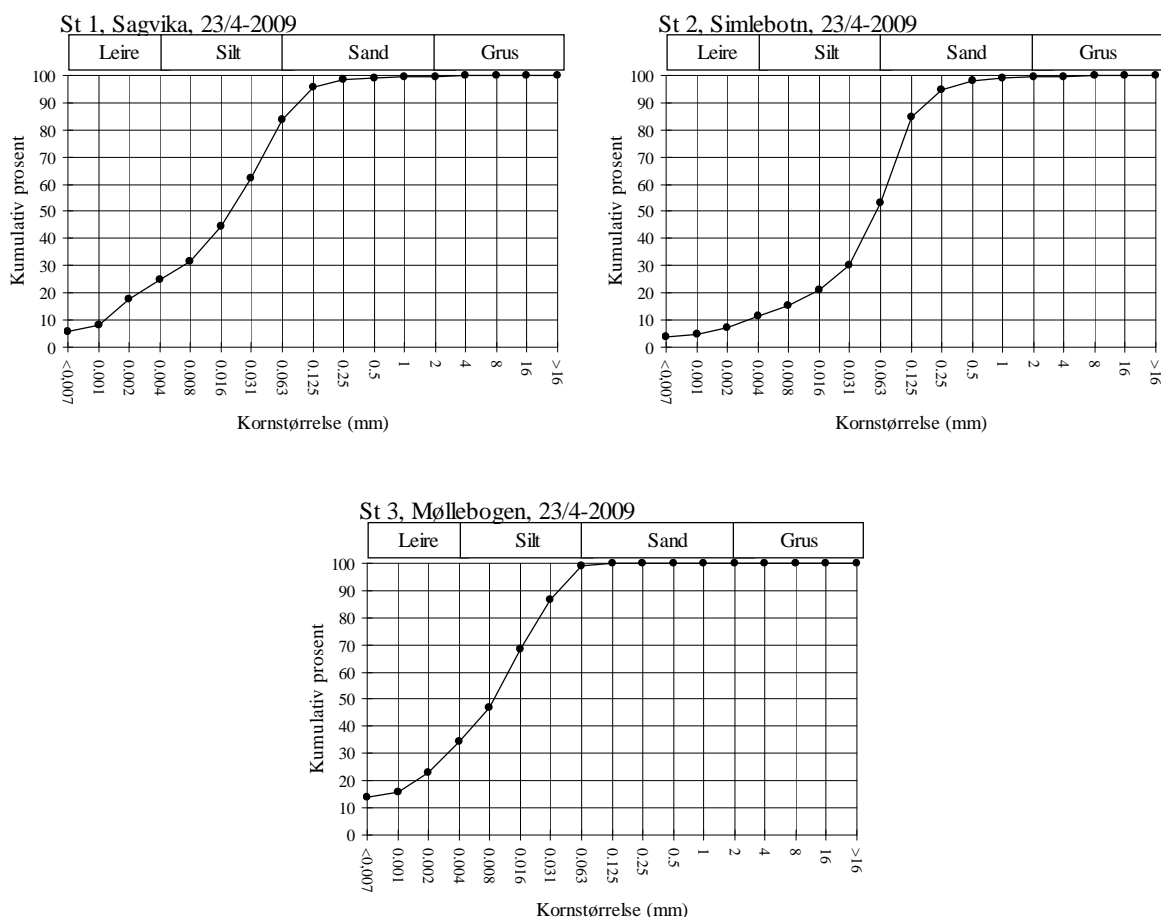 St 1, Sagvika, 23/4-2009
Leire Silt Sand Grus
100
90
80
70
60
50
40
30
20
10
0
Kumulativ prosent
<0,007 0.001 0.002 0.004 0.008 0.016 0.031 0.063 0.125 0.25 0.5 1 2 4 8 16 >16
Kornstørrelse (mm)
St 2, Simlebotn, 23/4-2009
Leire Silt Sand Grus
100
90
80
70
60
50
40
30
20
10
0
Kumulativ prosent
<0,007 0.001 0.002 0.004 0.008 0.016 0.031 0.063 0.125 0.25 0.5 1 2 4 8 16 >16
Kornstørrelse (mm)
St 3, Møllebogen, 23/4-2009
Leire Silt Sand Grus
100
90
80
70
60
50
40
30
20
10
0
Kumulativ prosent
<0,007 0.001 0.002 0.004 0.008 0.016 0.031 0.063 0.125 0.25 0.5 1 2 4 8 16 >16
Kornstørrelse (mm)